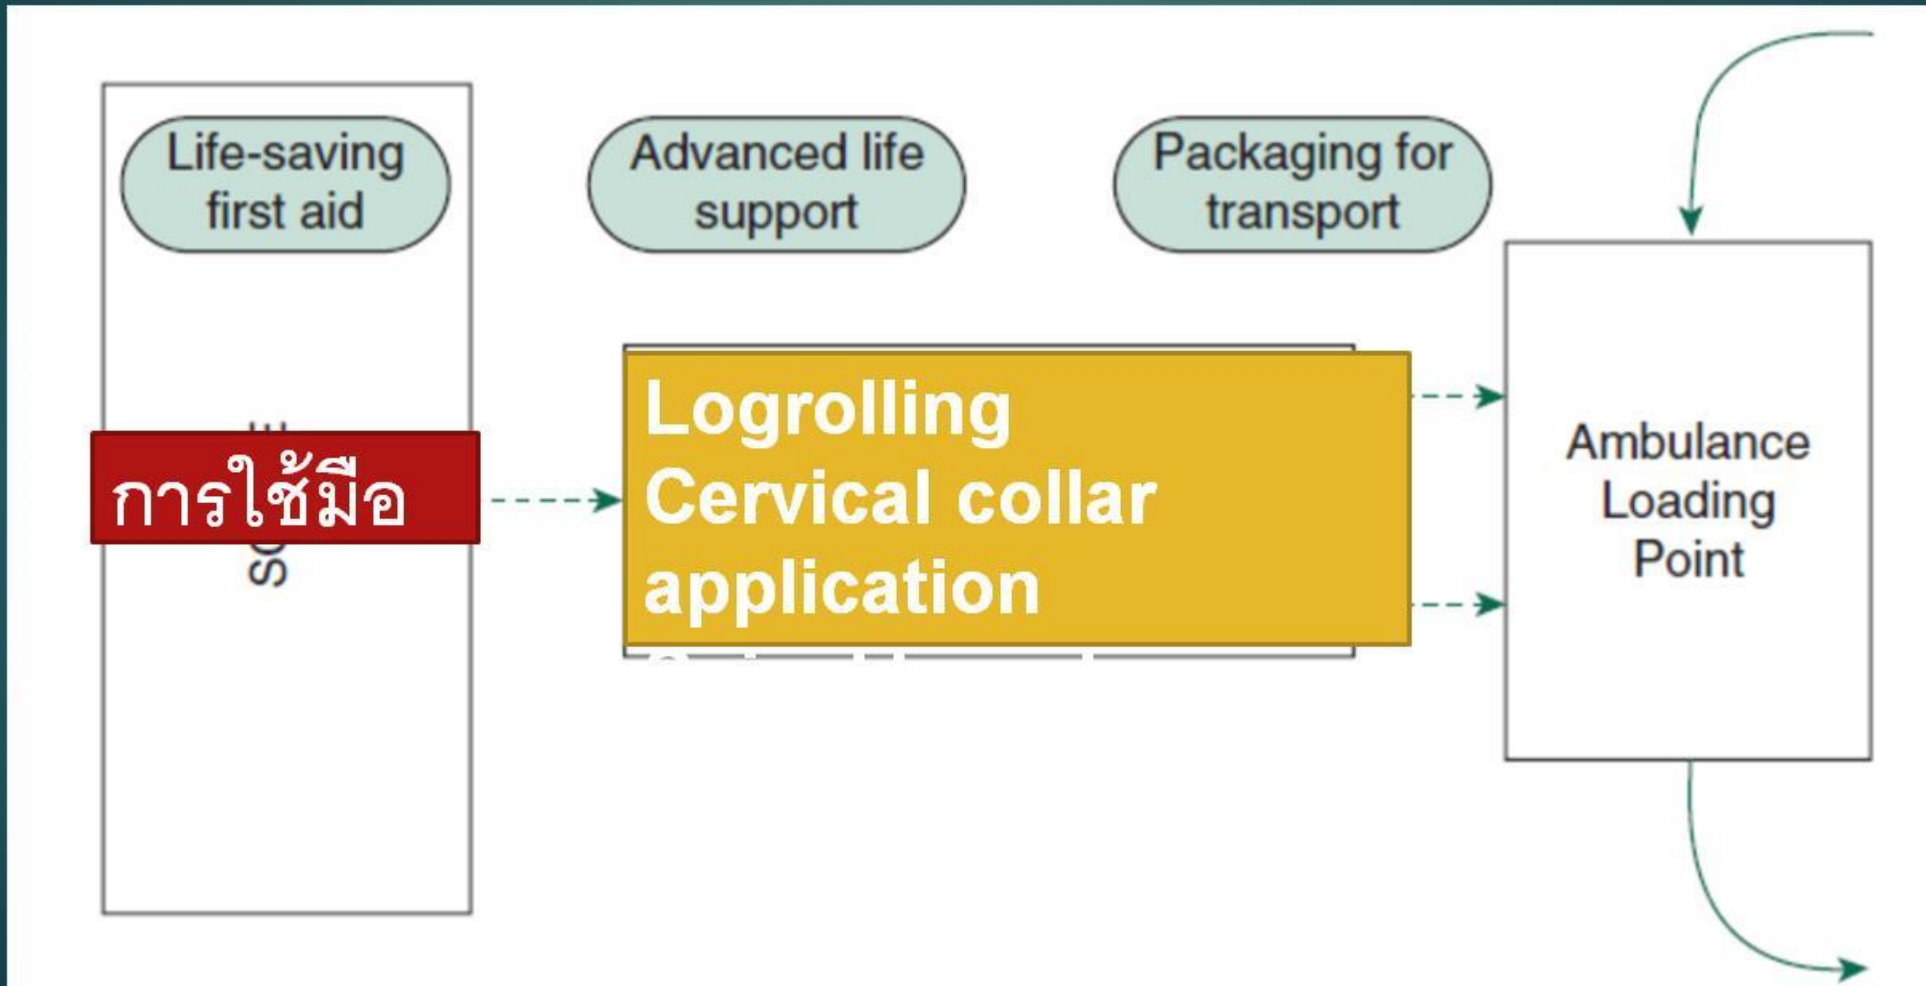 Life-saving
first aid
Advanced life
support
Packaging for
transport
การใช้มือ
Logrolling
Cervical collar
application
Ambulance
Loading
Point